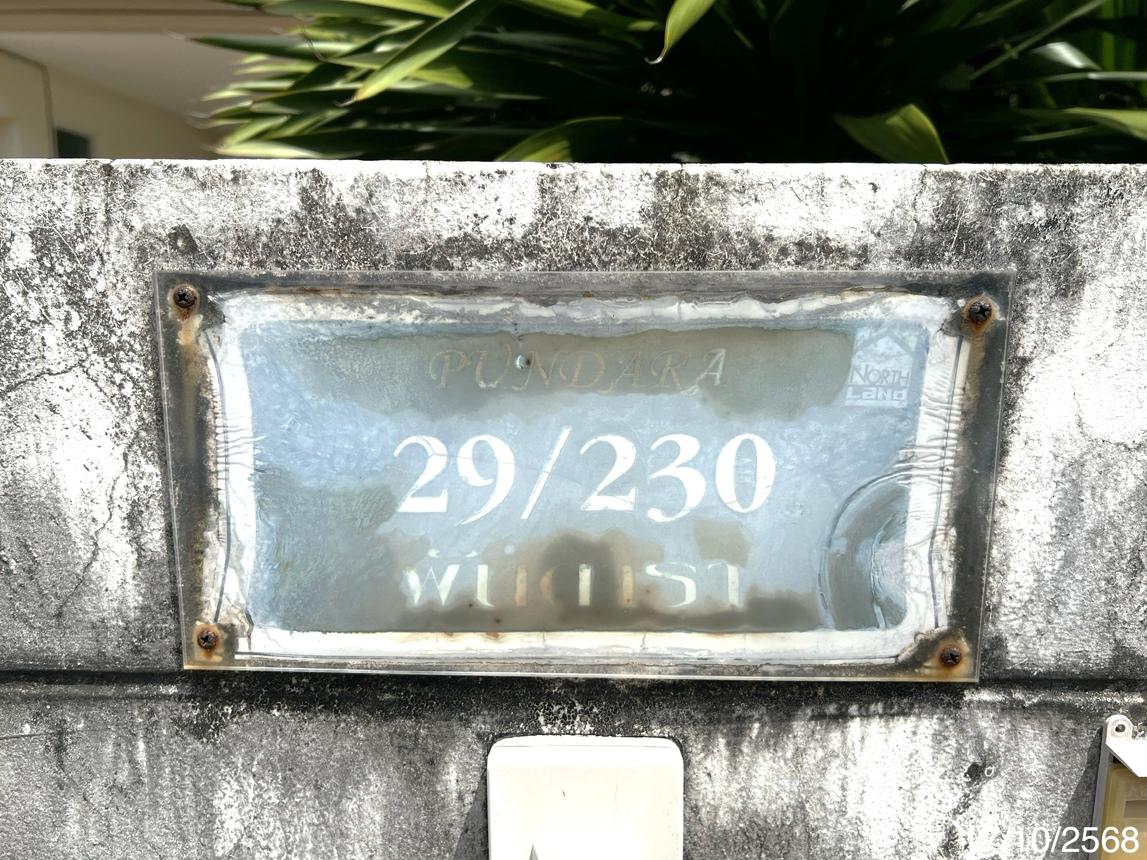 PUNDARA
NORTH
LAND
29/230
/10/2568